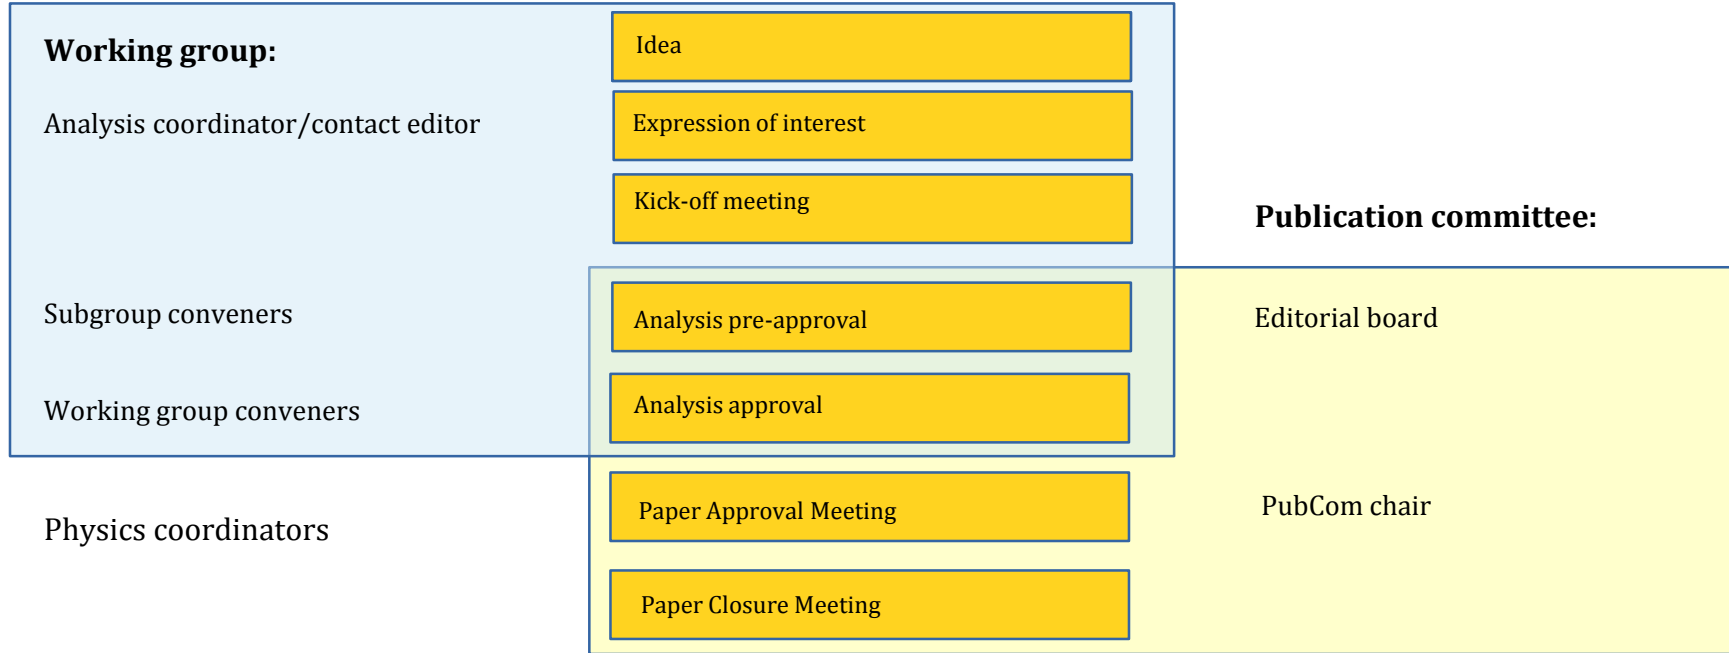 Working group:
Idea
Analysis coordinator/contact editor
Expression of interest
Kick-off meeting
Publication committee:
Subgroup conveners
Analysis pre-approval
Editorial board
Working group conveners
Analysis approval
Physics coordinators
Paper Approval Meeting
PubCom chair
Paper Closure Meeting